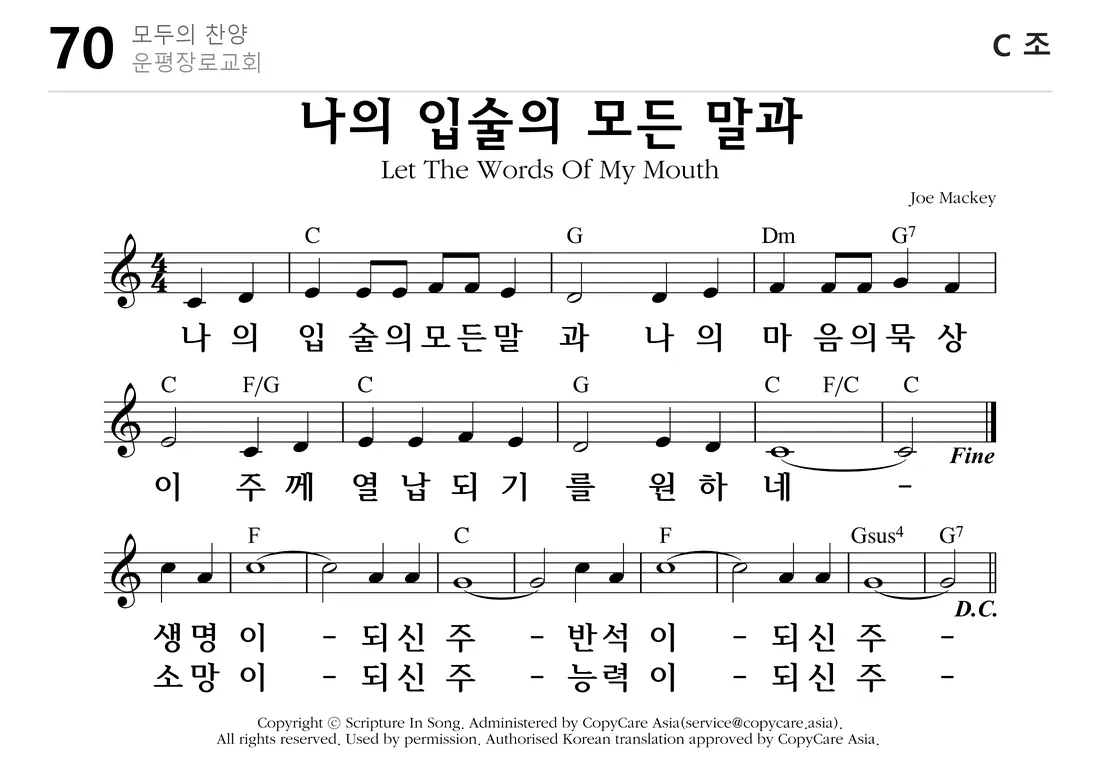 70 모두의 찬양
운평장로교회
C 조
나의 입술의 모든 말과
Let The Words Of My Mouth
Joe Mackey
C G Dm G7
4
4
나 의 입 술의모든말 과 나 의 마 음의묵 상
C F/G C G C F/C C
Fine
이 주 께 열 납 되 기 를 원 하 네 -
F C F Gsus4 G7
D.C.
생명 이 - 되신 주 - 반석 이 - 되신 주 -
소망 이 - 되신 주 - 능력 이 - 되신 주 -
Copyright ⓒ Scripture In Song. Administered by CopyCare Asia(service@copycare.asia).
All rights reserved. Used by permission. Authorised Korean translation approved by CopyCare Asia.